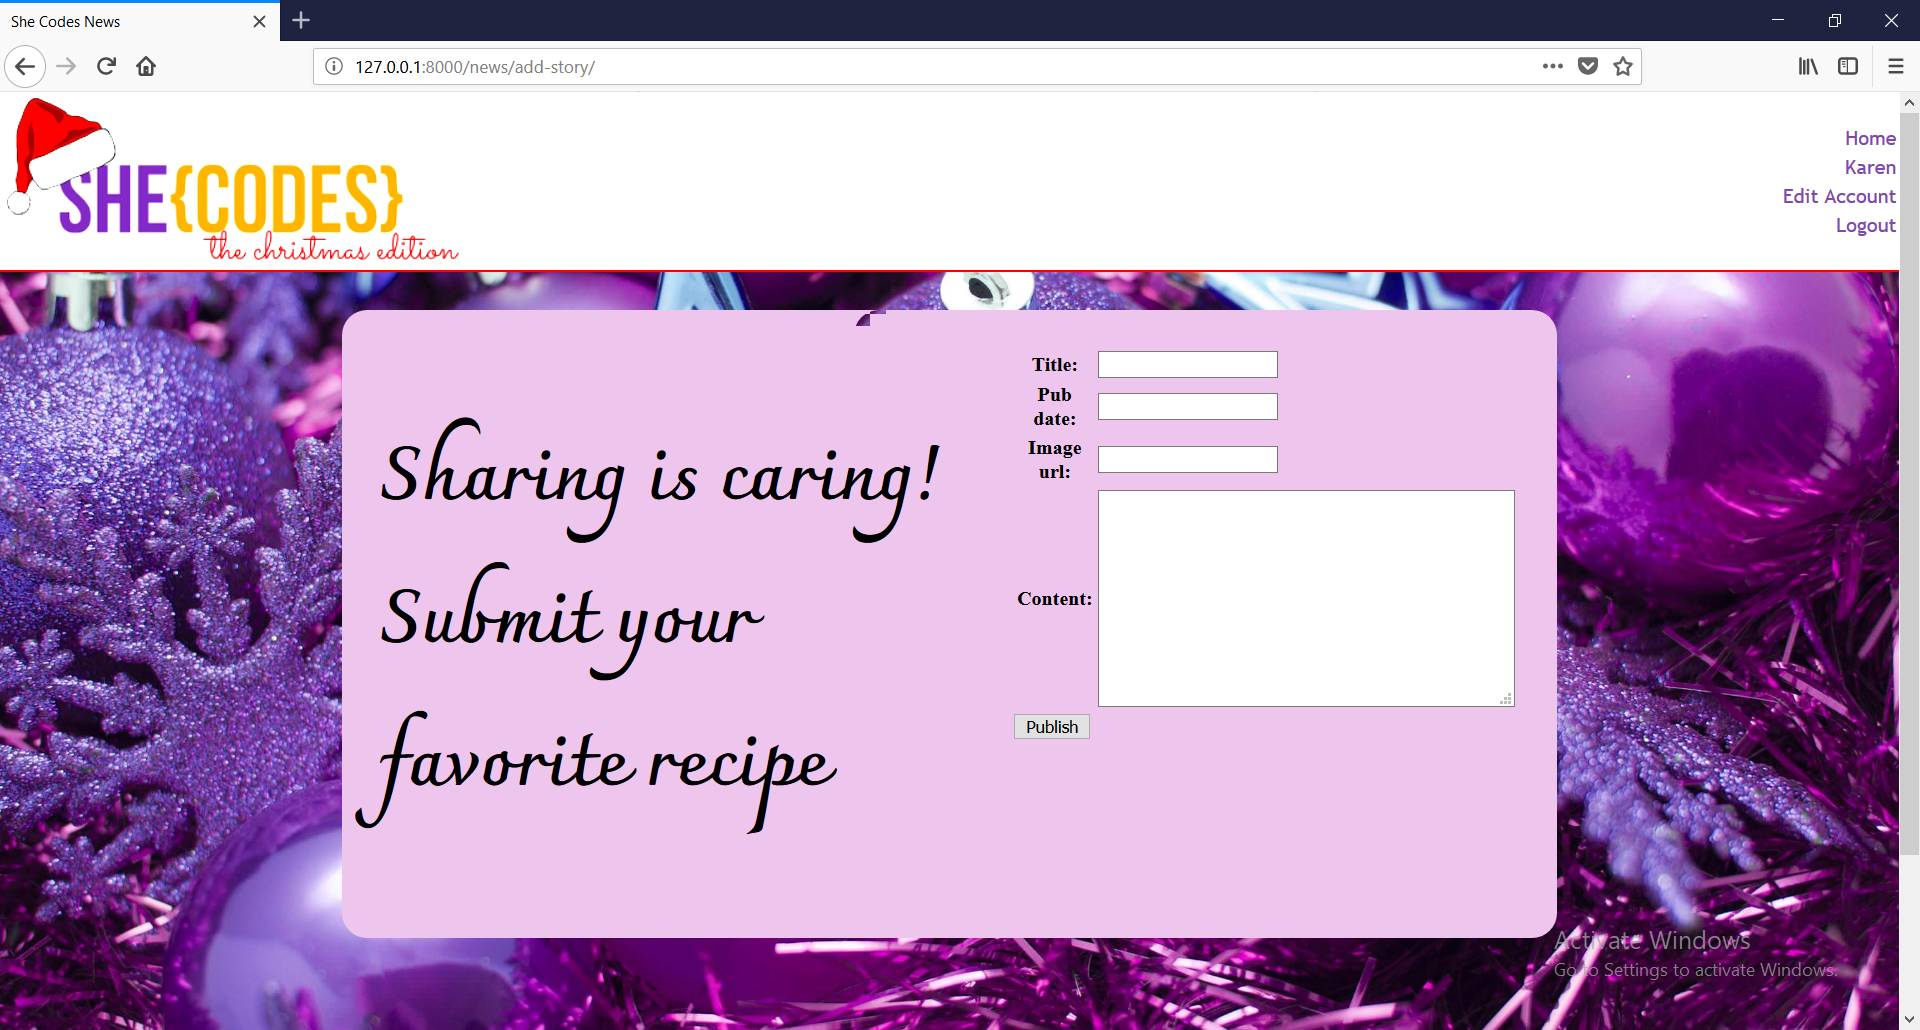 She Codes News
127.0.0.1:8000/news/add-story/
Home
Karen
Edit Account
Logout
SHE{CODES}
the christmas edition
Sharing is caring!
Submit your
favorite recipe
Title:
Pub
date:
Image
url:
Content:
Publish
Activate Windows
Go to Settings to activate Windows.